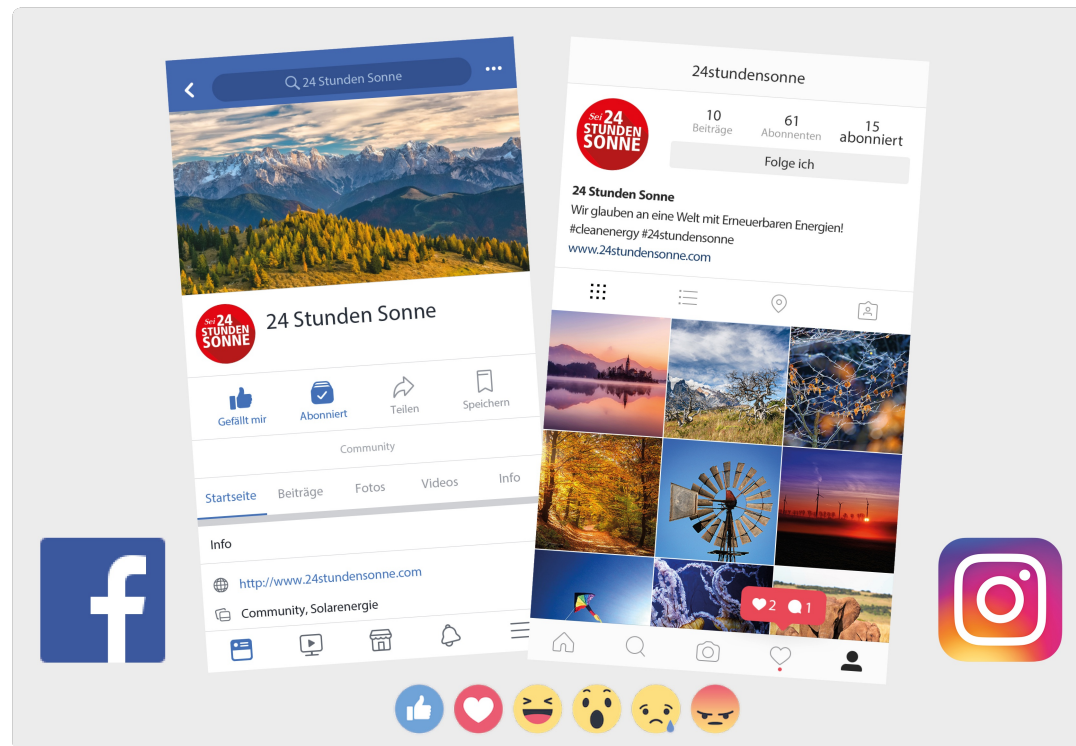 24 Stunden Sonne
Sei 24
STUNDEN
SONNE
24 Stunden Sonne
Gefällt mir
Abonniert
Teilen
Speichern
Community
Startseite
Beiträge
Fotos
Videos
Info
Info
http://www.24stundensonne.com
Community, Solarenergie
24stundensonne
Sei 24
STUNDEN
SONNE
10
Beiträge
61
Abonnenten
15
abonniert
Folge ich
24 Stunden Sonne
Wir glauben an eine Welt mit Erneuerbaren Energien!
#cleanenergy #24stundensonne
www.24stundensonne.com
2
1